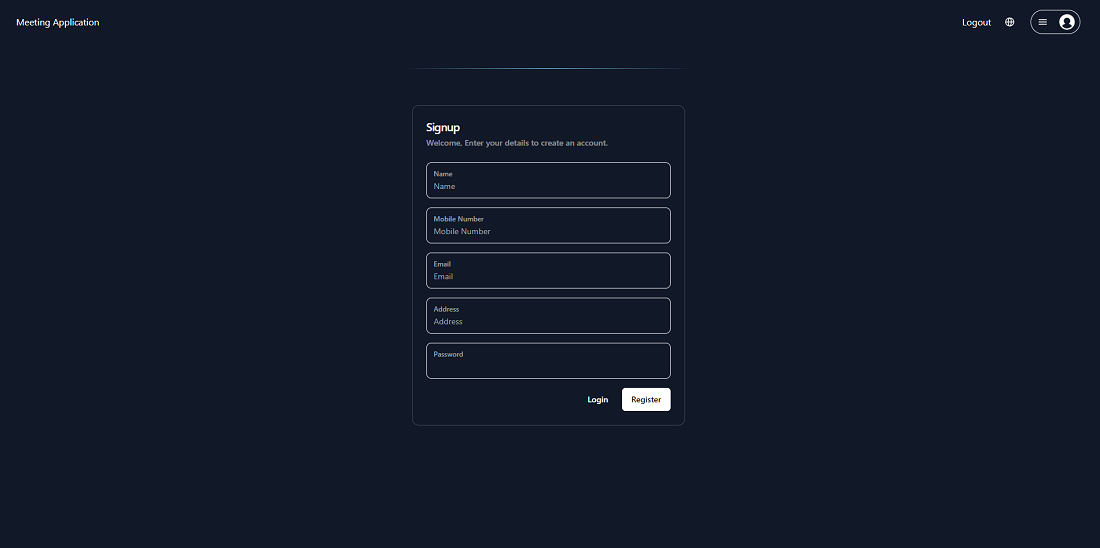 Meeting Application
Logout
Signup
Welcome, Enter your details to create an account.
Name
Name
Mobile Number
Mobile Number
Email
Email
Address
Address
Password
Login
Register